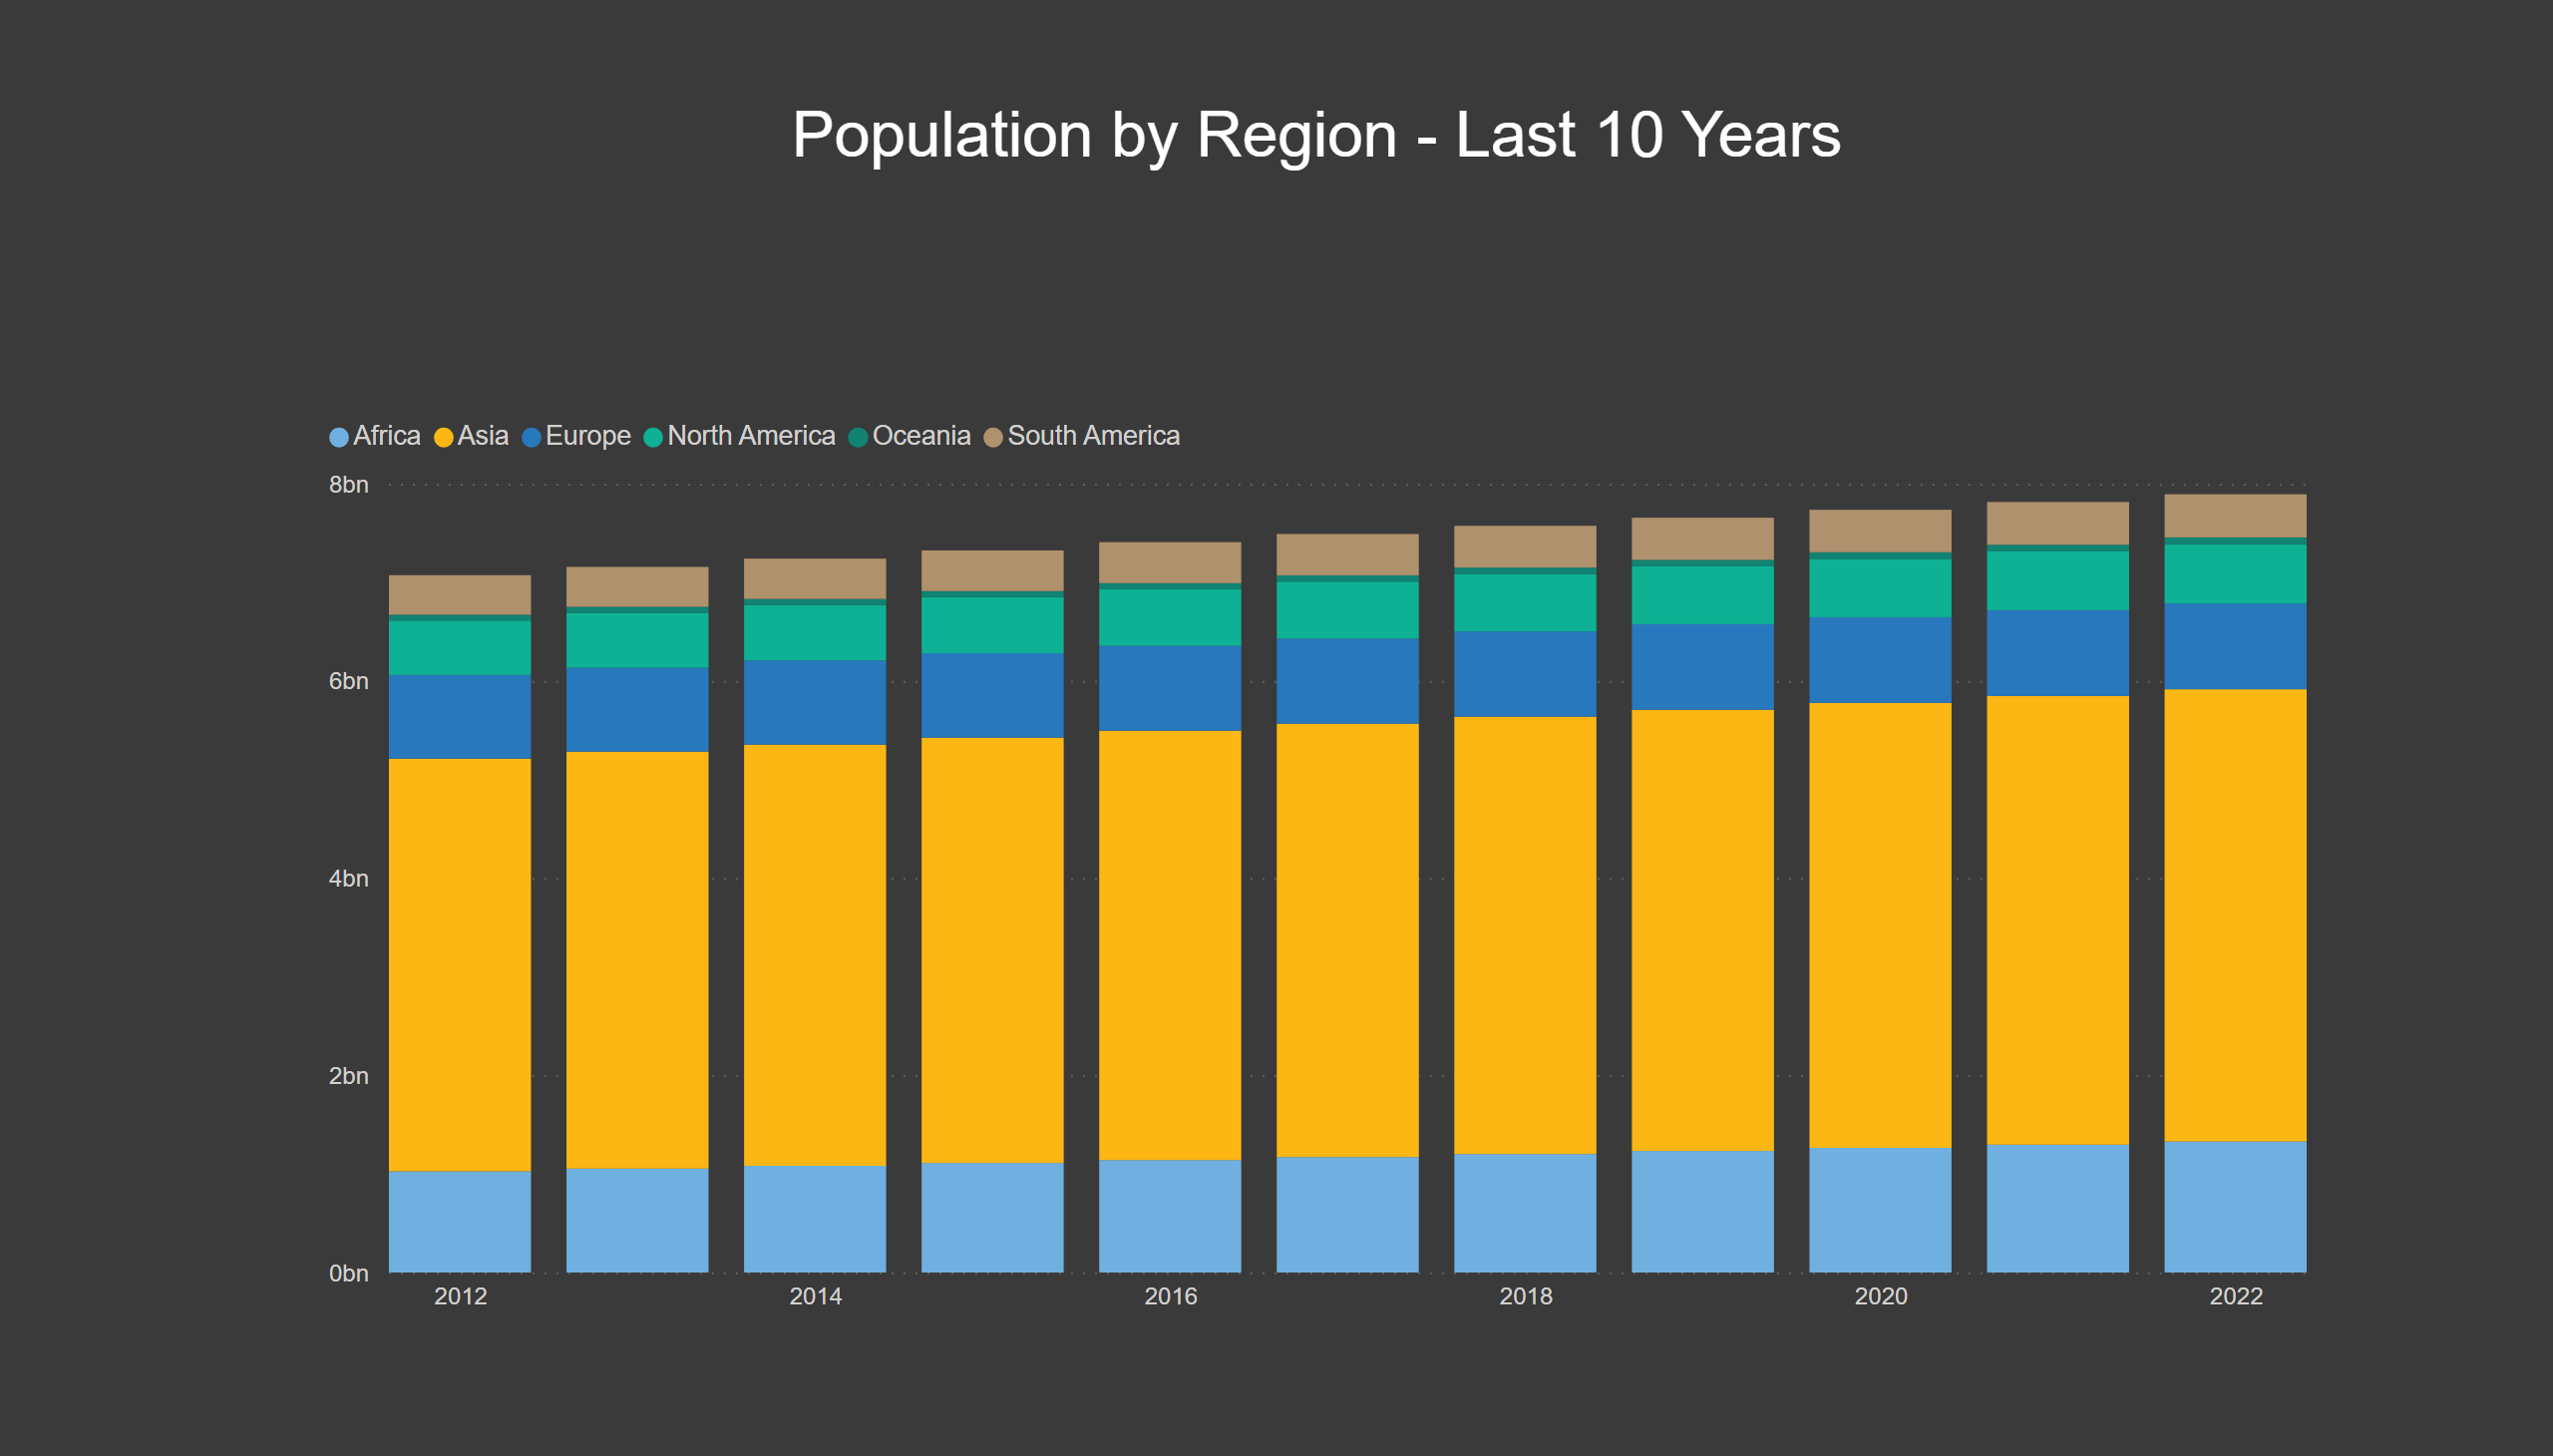 Population by Region - Last 10 Years
Africa Asia Europe North America Oceania South America
8bn
6bn
4bn
2bn
0bn
2012 2014 2016 2018 2020 2022